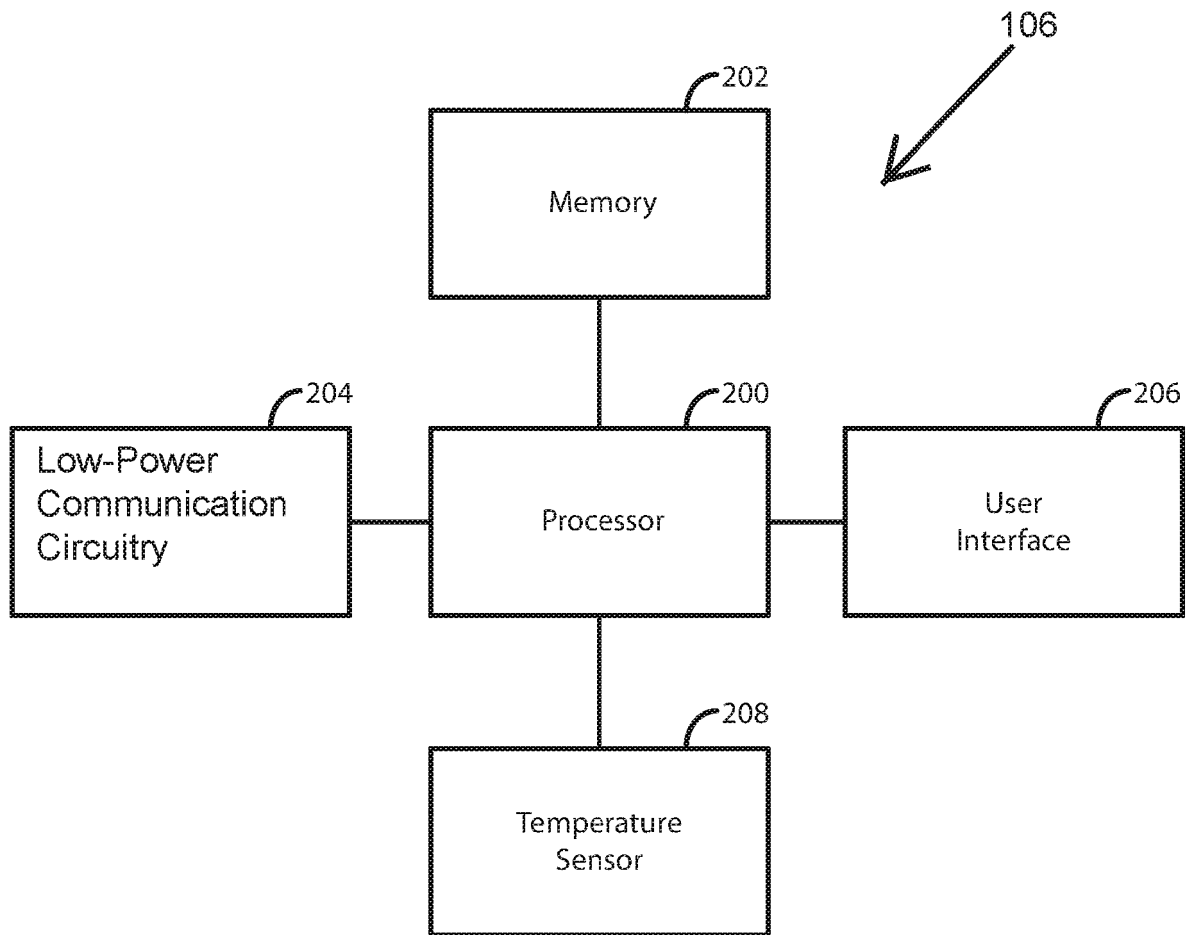 106
202
Memory
204
200
206
Low-Power
Communication
Circuitry
Processor
User
Interface
208
Temperature
Sensor